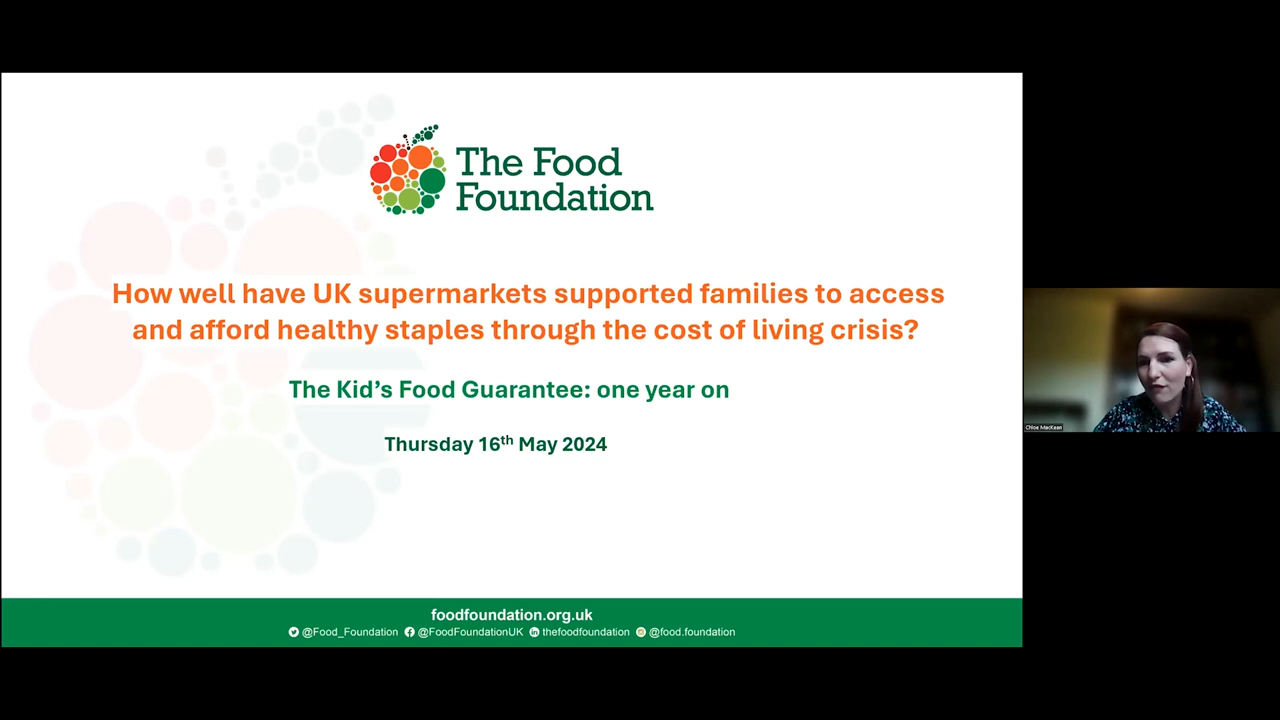 The Food
Foundation
How well have UK supermarkets supported families to access
and afford healthy staples through the cost of living crisis?
The Kid's Food Guarantee: one year on
Thursday 16th May 2024
foodfoundation.org.uk
@Food_Foundation @FoodFoundationUK thefoodfoundation @food.foundation
Chloe MacKean